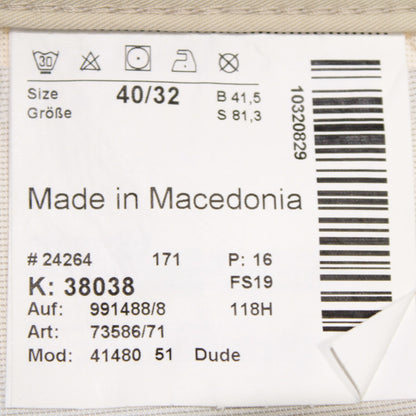 30
Size 40/32 B 41,5
Größe S 81,3
10320829
Made in Macedonia
# 24264 171 P: 16
K: 38038 FS19
Auf: 991488/8 118H
Art: 73586/71
Mod: 41480 51 Dude